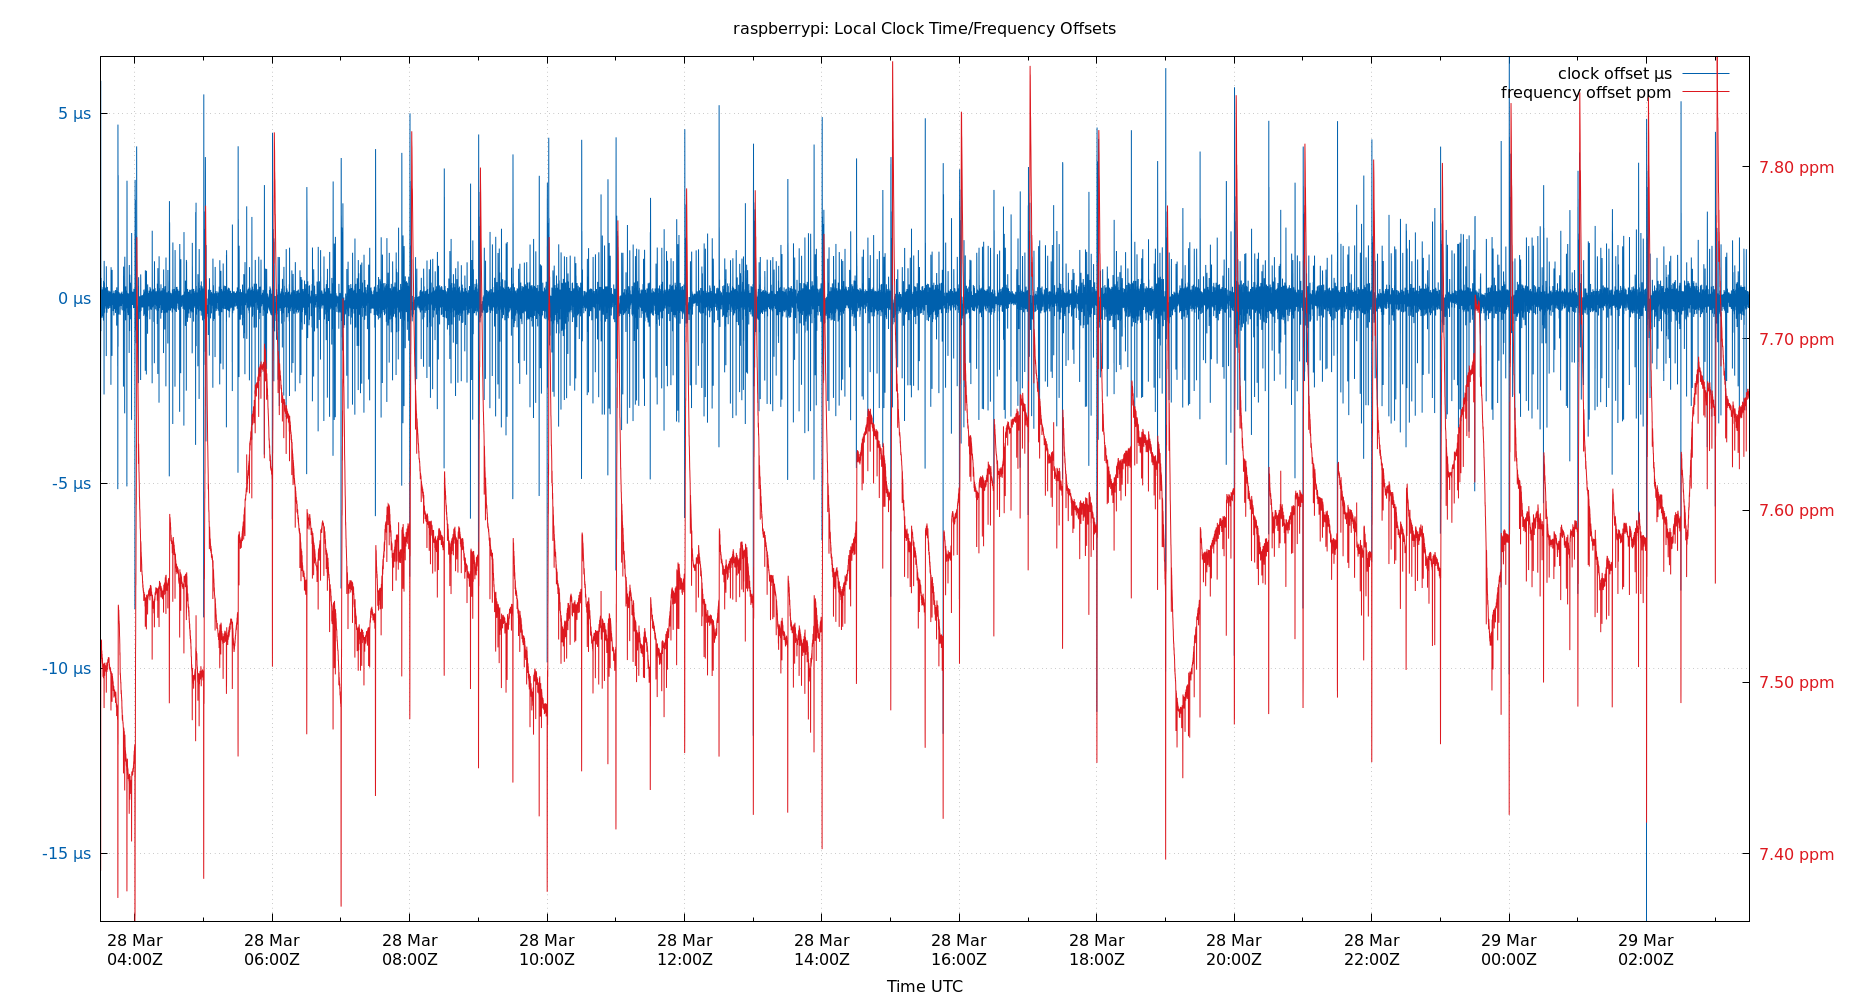 raspberrypi: Local Clock Time/Frequency Offsets
clock offset µs
frequency offset ppm
5 µs
0 µs
-5 µs
-10 µs
-15 µs
7.80 ppm
7.70 ppm
7.60 ppm
7.50 ppm
7.40 ppm
28 Mar 28 Mar 28 Mar 28 Mar 28 Mar 28 Mar 28 Mar 28 Mar 28 Mar 28 Mar 29 Mar 29 Mar
04:00Z 06:00Z 08:00Z 10:00Z 12:00Z 14:00Z 16:00Z 18:00Z 20:00Z 22:00Z 00:00Z 02:00Z
Time UTC